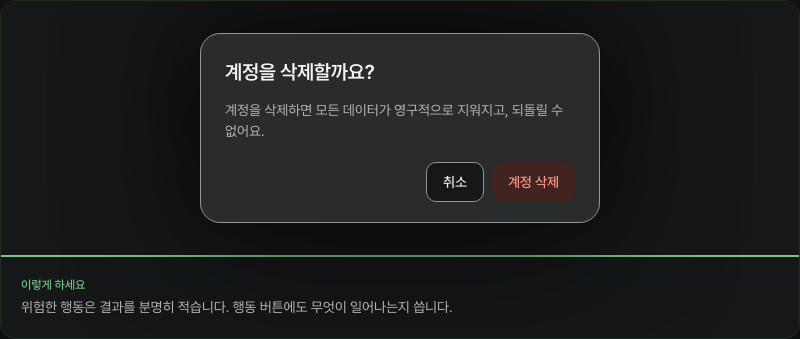 계정을 삭제할까요?
계정을 삭제하면 모든 데이터가 영구적으로 지워지고, 되돌릴 수
없어요.
취소
계정 삭제
이렇게 하세요
위험한 행동은 결과를 분명히 적습니다. 행동 버튼에도 무엇이 일어나는지 씁니다.